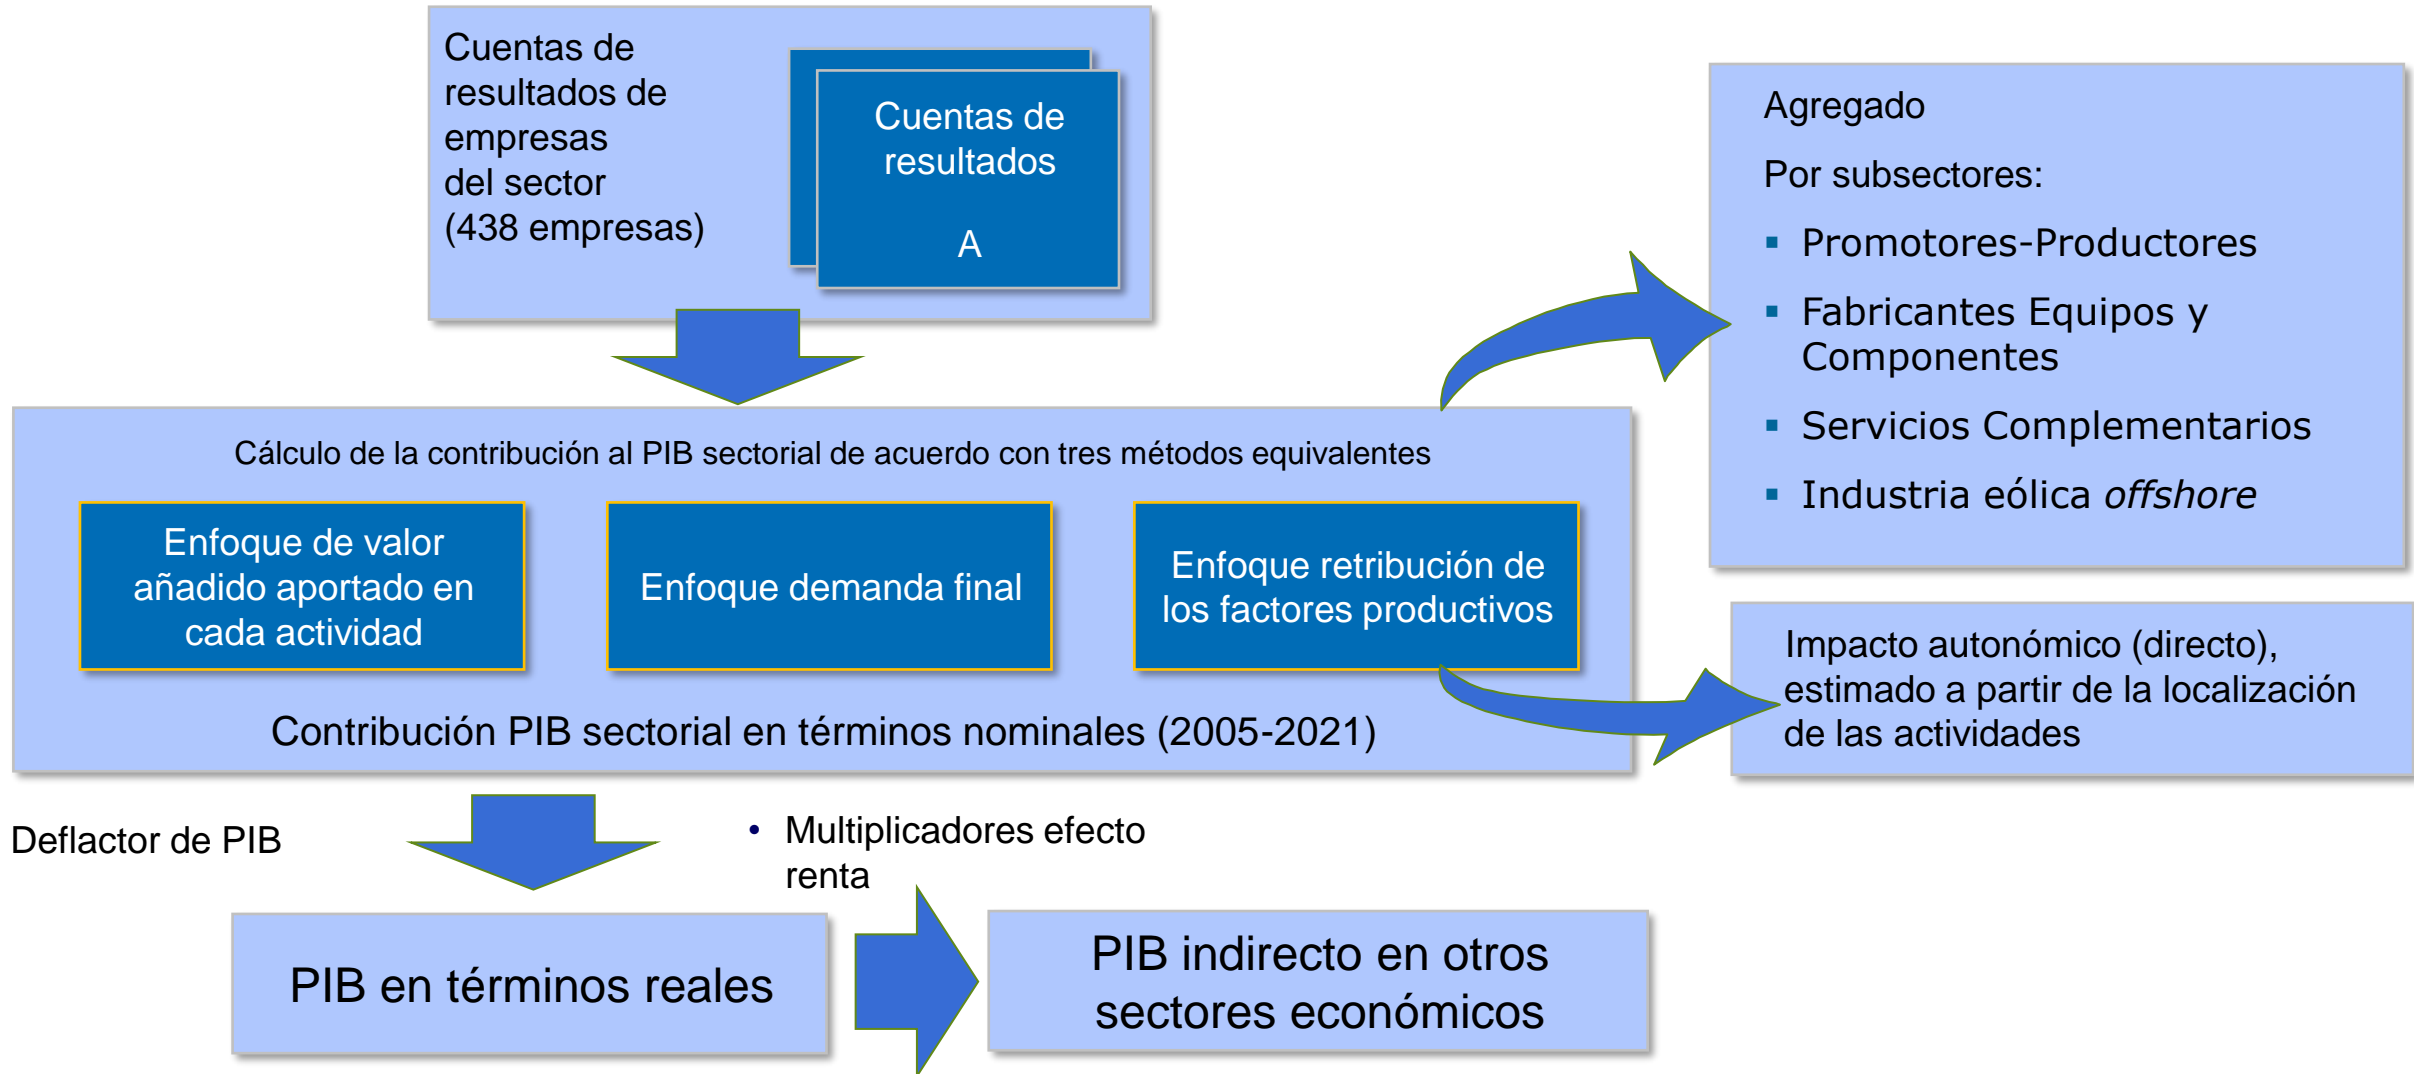 Cuentas de
resultados de
empresas
del sector
(438 empresas)
Cuentas de
resultados
A
Agregado
Por subsectores:
▪ Promotores-Productores
▪ Fabricantes Equipos y
Componentes
▪ Servicios Complementarios
▪ Industria eólica offshore
Cálculo de la contribución al PIB sectorial de acuerdo con tres métodos equivalentes
Enfoque de valor
añadido aportado en
cada actividad
Enfoque demanda final
Enfoque retribución de
los factores productivos
Contribución PIB sectorial en términos nominales (2005-2021)
Impacto autonómico (directo),
estimado a partir de la localización
de las actividades
Deflactor de PIB
• Multiplicadores efecto
renta
PIB en términos reales
PIB indirecto en otros
sectores económicos